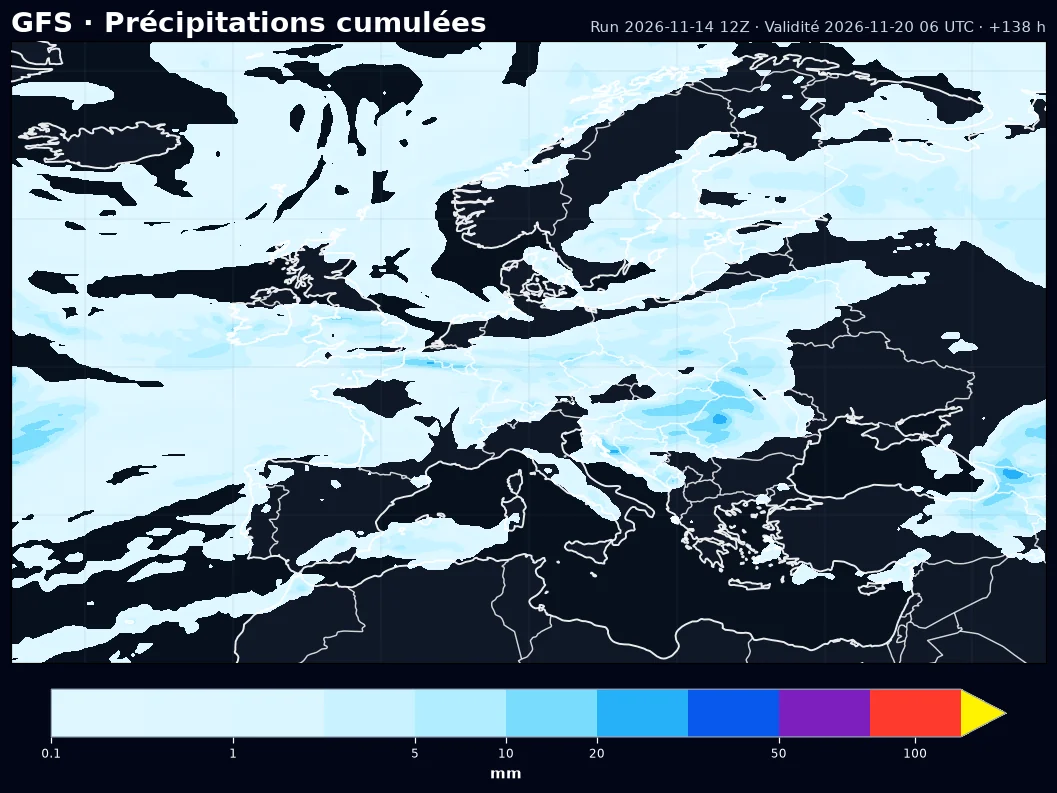 GFS · Précipitations cumulées
Run 2026-11-14 12Z · Validité 2026-11-20 06 UTC · +138 h
0.1 1 5 10 20 50 100
mm